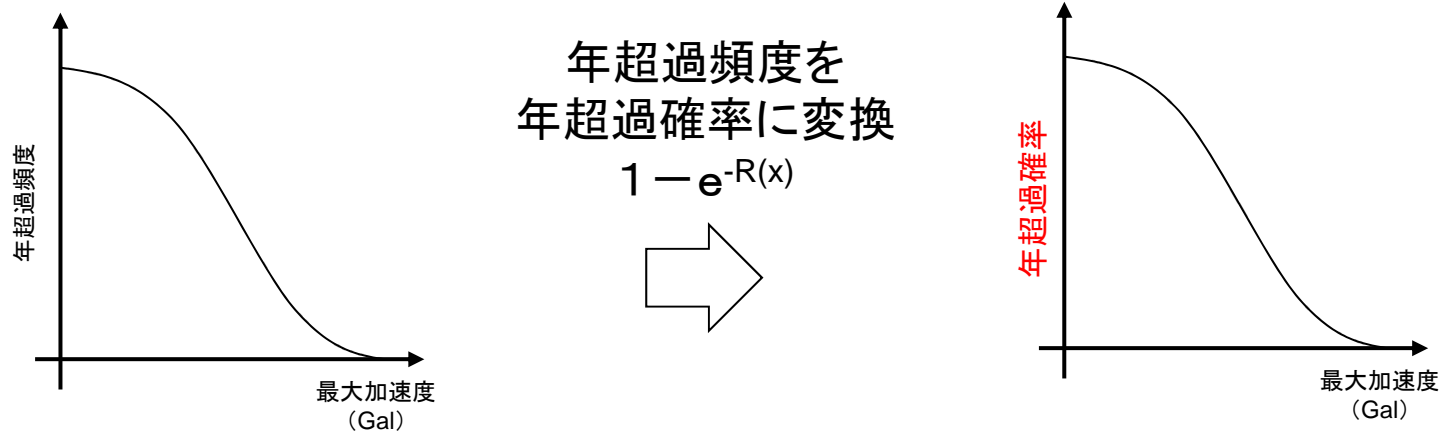 年超過頻度
最大加速度
（Gal）
年超過頻度を
年超過確率に変換
１－e-R(x)
年超過確率
最大加速度
（Gal）